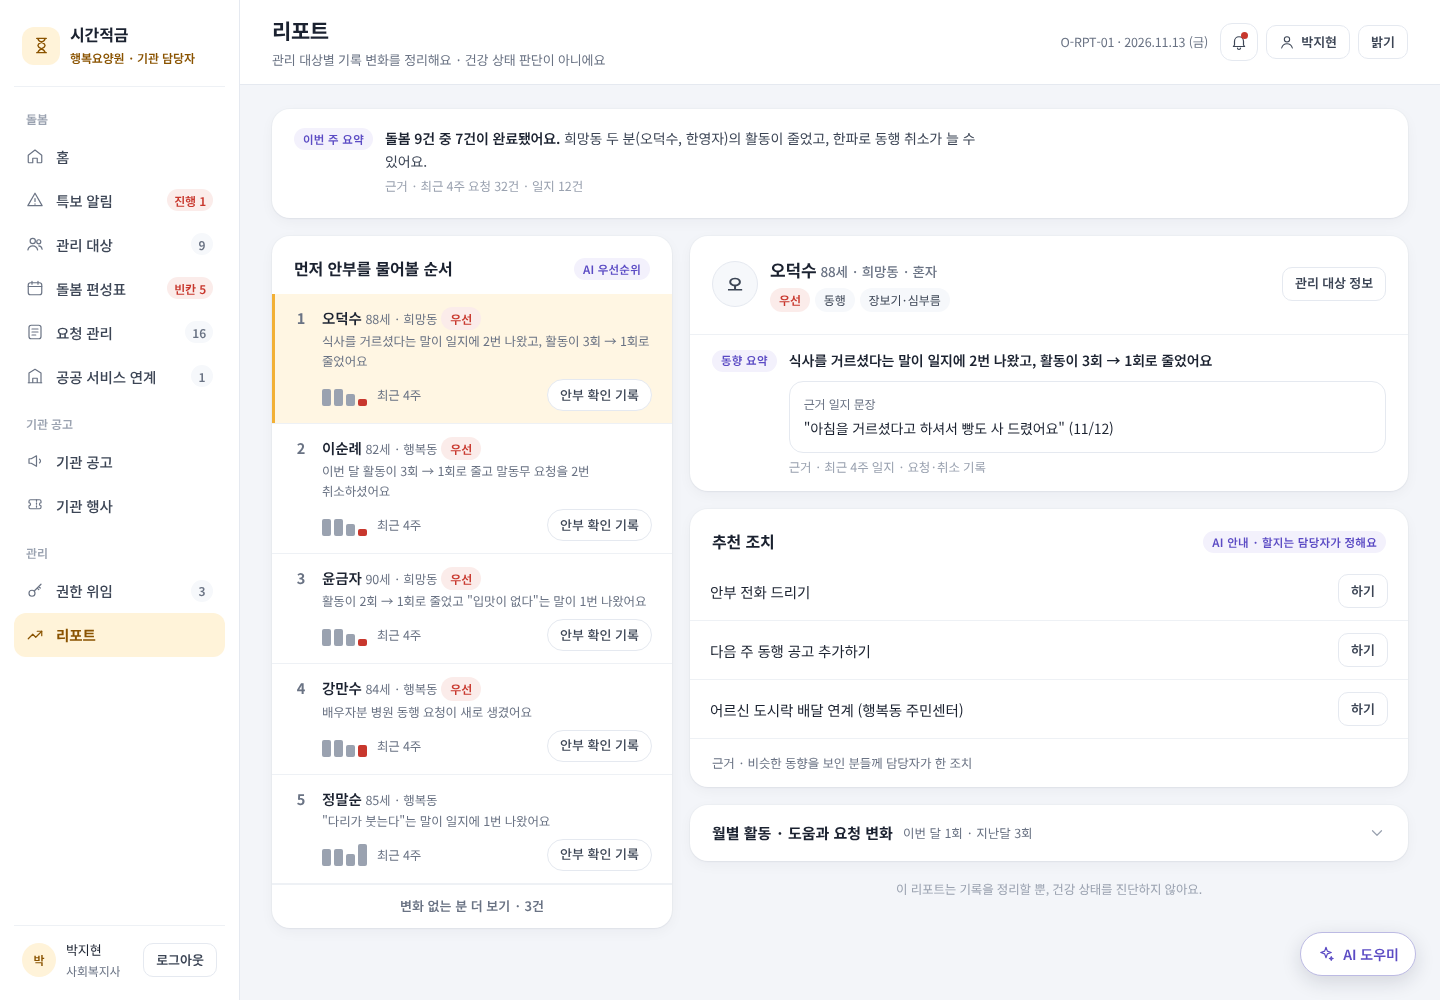 시간적금
행복요양원 · 기관 담당자
돌봄
홈
특보 알림
진행 1
관리 대상
9
돌봄 편성표
빈칸 5
요청 관리
16
공공 서비스 연계
1
기관 공고
기관 공고
기관 행사
관리
권한 위임
3
리포트
박
박지현
사회복지사
로그아웃
리포트
관리 대상별 기록 변화를 정리해요 · 건강 상태 판단이 아니에요
O-RPT-01 · 2026.11.13 (금)
박지현
밝기
이번 주 요약
돌봄 9건 중 7건이 완료됐어요. 희망동 두 분(오덕수, 한영자)의 활동이 줄었고, 한파로 동행 취소가 늘 수
있어요.
근거 · 최근 4주 요청 32건 · 일지 12건
먼저 안부를 물어볼 순서
AI 우선순위
1
오덕수 88세 · 희망동 우선
식사를 거르셨다는 말이 일지에 2번 나왔고, 활동이 3회 → 1회로
줄었어요
최근 4주
안부 확인 기록
2
이순례 82세 · 행복동 우선
이번 달 활동이 3회 → 1회로 줄고 말동무 요청을 2번
취소하셨어요
최근 4주
안부 확인 기록
3
윤금자 90세 · 희망동 우선
활동이 2회 → 1회로 줄었고 "입맛이 없다"는 말이 1번 나왔어요
최근 4주
안부 확인 기록
4
강만수 84세 · 행복동 우선
배우자분 병원 동행 요청이 새로 생겼어요
최근 4주
안부 확인 기록
5
정말순 85세 · 행복동
"다리가 붓는다"는 말이 일지에 1번 나왔어요
최근 4주
안부 확인 기록
변화 없는 분 더 보기 · 3건
오
오덕수 88세 · 희망동 · 혼자
우선
동행
장보기·심부름
관리 대상 정보
동향 요약
식사를 거르셨다는 말이 일지에 2번 나왔고, 활동이 3회 → 1회로 줄었어요
근거 일지 문장
"아침을 거르셨다고 하셔서 빵도 사 드렸어요" (11/12)
근거 · 최근 4주 일지 · 요청·취소 기록
추천 조치
AI 안내 · 할지는 담당자가 정해요
안부 전화 드리기
하기
다음 주 동행 공고 추가하기
하기
어르신 도시락 배달 연계 (행복동 주민센터)
하기
근거 · 비슷한 동향을 보인 분들께 담당자가 한 조치
월별 활동 · 도움과 요청 변화
이번 달 1회 · 지난달 3회
이 리포트는 기록을 정리할 뿐, 건강 상태를 진단하지 않아요.
AI 도우미